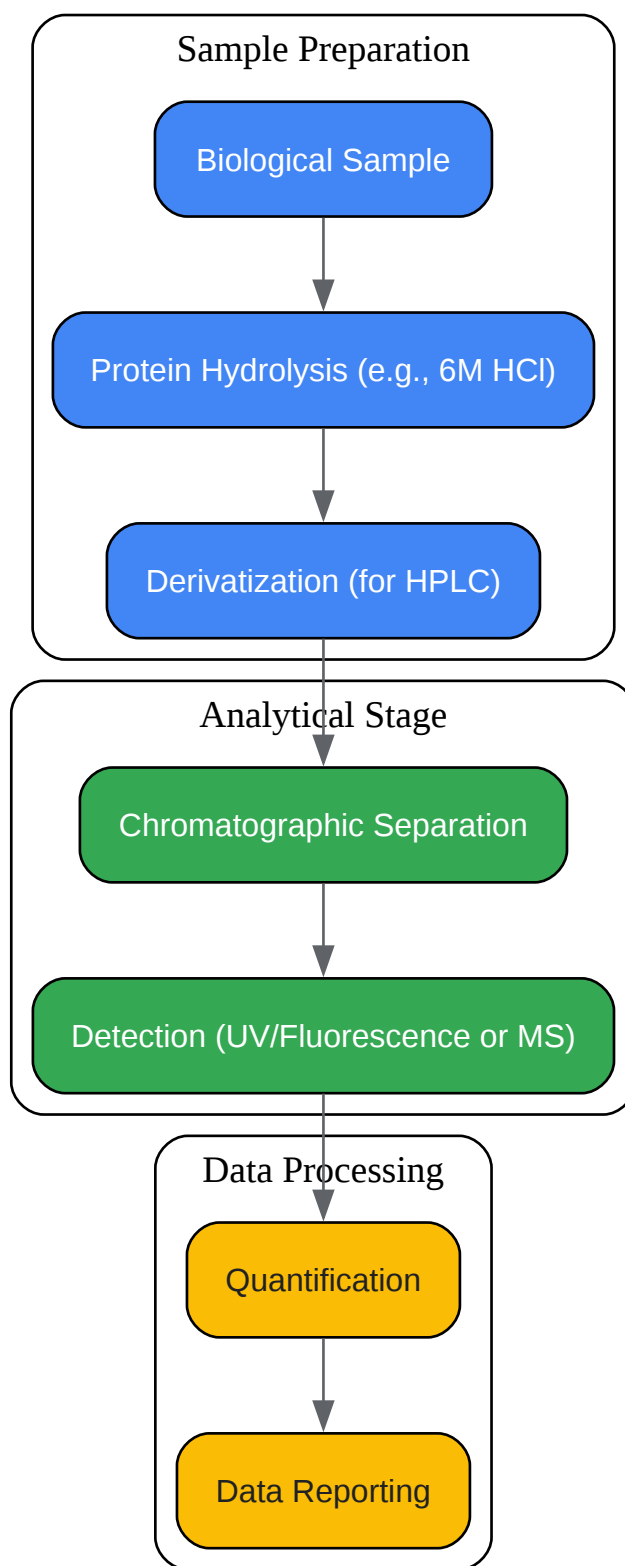 Sample Preparation
Biological Sample
Protein Hydrolysis (e.g., 6M HCl)
Derivatization (for HPLC)
Analytical Stage
Chromatographic Separation
Detection (UV/Fluorescence or MS)
Data Processing
Quantification
Data Reporting